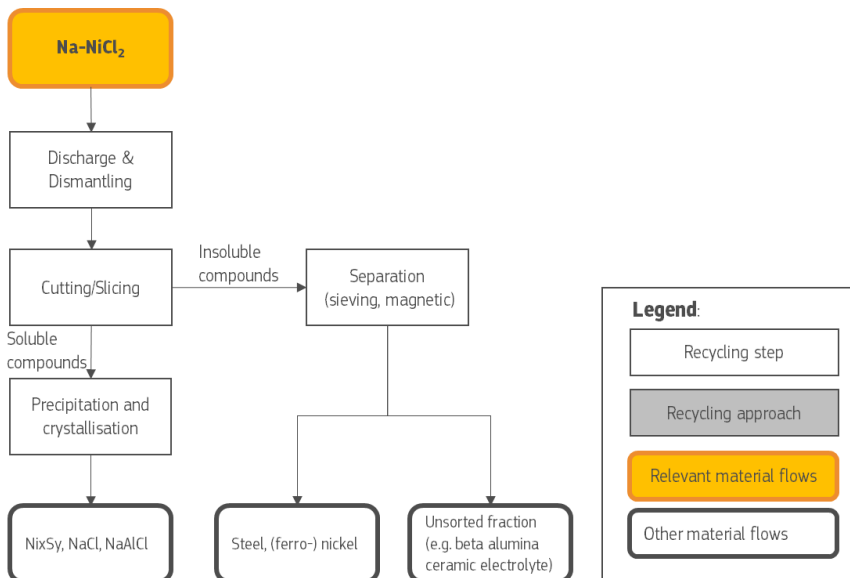 Na-NiCl₂
Discharge &
Dismantling
Cutting/Slicing
Insoluble
compounds
Separation
(sieving, magnetic)
Soluble
compounds
Precipitation and
crystallisation
NixSy, NaCl, NaAlCl
Steel, (ferro-) nickel
Unsorted fraction
(e.g. beta alumina
ceramic electrolyte)
Legend:
Recycling step
Recycling approach
Relevant material flows
Other material flows